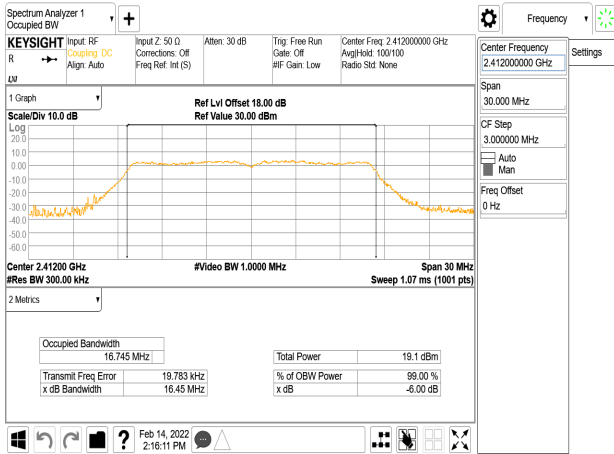 Spectrum Analyzer 1
Occupied BW
Frequency
KEYSIGHT
R
Input: RF
Coupling: DC
Align: Auto
Input Z: 50 Ω
Corrections: Off
Freq Ref: Int (S)
Atten: 30 dB
Trig: Free Run
Gate: Off
#IF Gain: Low
Center Freq: 2.412000000 GHz
Avg|Hold: 100/100
Radio Std: None
Center Frequency
2.412000000 GHz
Settings
Span
30.000 MHz
CF Step
3.000000 MHz
Auto
Man
Freq Offset
0 Hz
1 Graph
Scale/Div 10.0 dB
Ref Lvl Offset 18.00 dB
Ref Value 30.00 dBm
Log
20.0
10.0
0.00
-10.0
-20.0
-30.0
-40.0
-50.0
-60.0
Center 2.41200 GHz
#Video BW 1.0000 MHz
Span 30 MHz
#Res BW 300.00 kHz
Sweep 1.07 ms (1001 pts)
2 Metrics
Occupied Bandwidth
16.745 MHz
Total Power 19.1 dBm
Transmit Freq Error 19.783 kHz
% of OBW Power 99.00 %
x dB Bandwidth 16.45 MHz
x dB -6.00 dB
?
Feb 14, 2022
2:16:11 PM